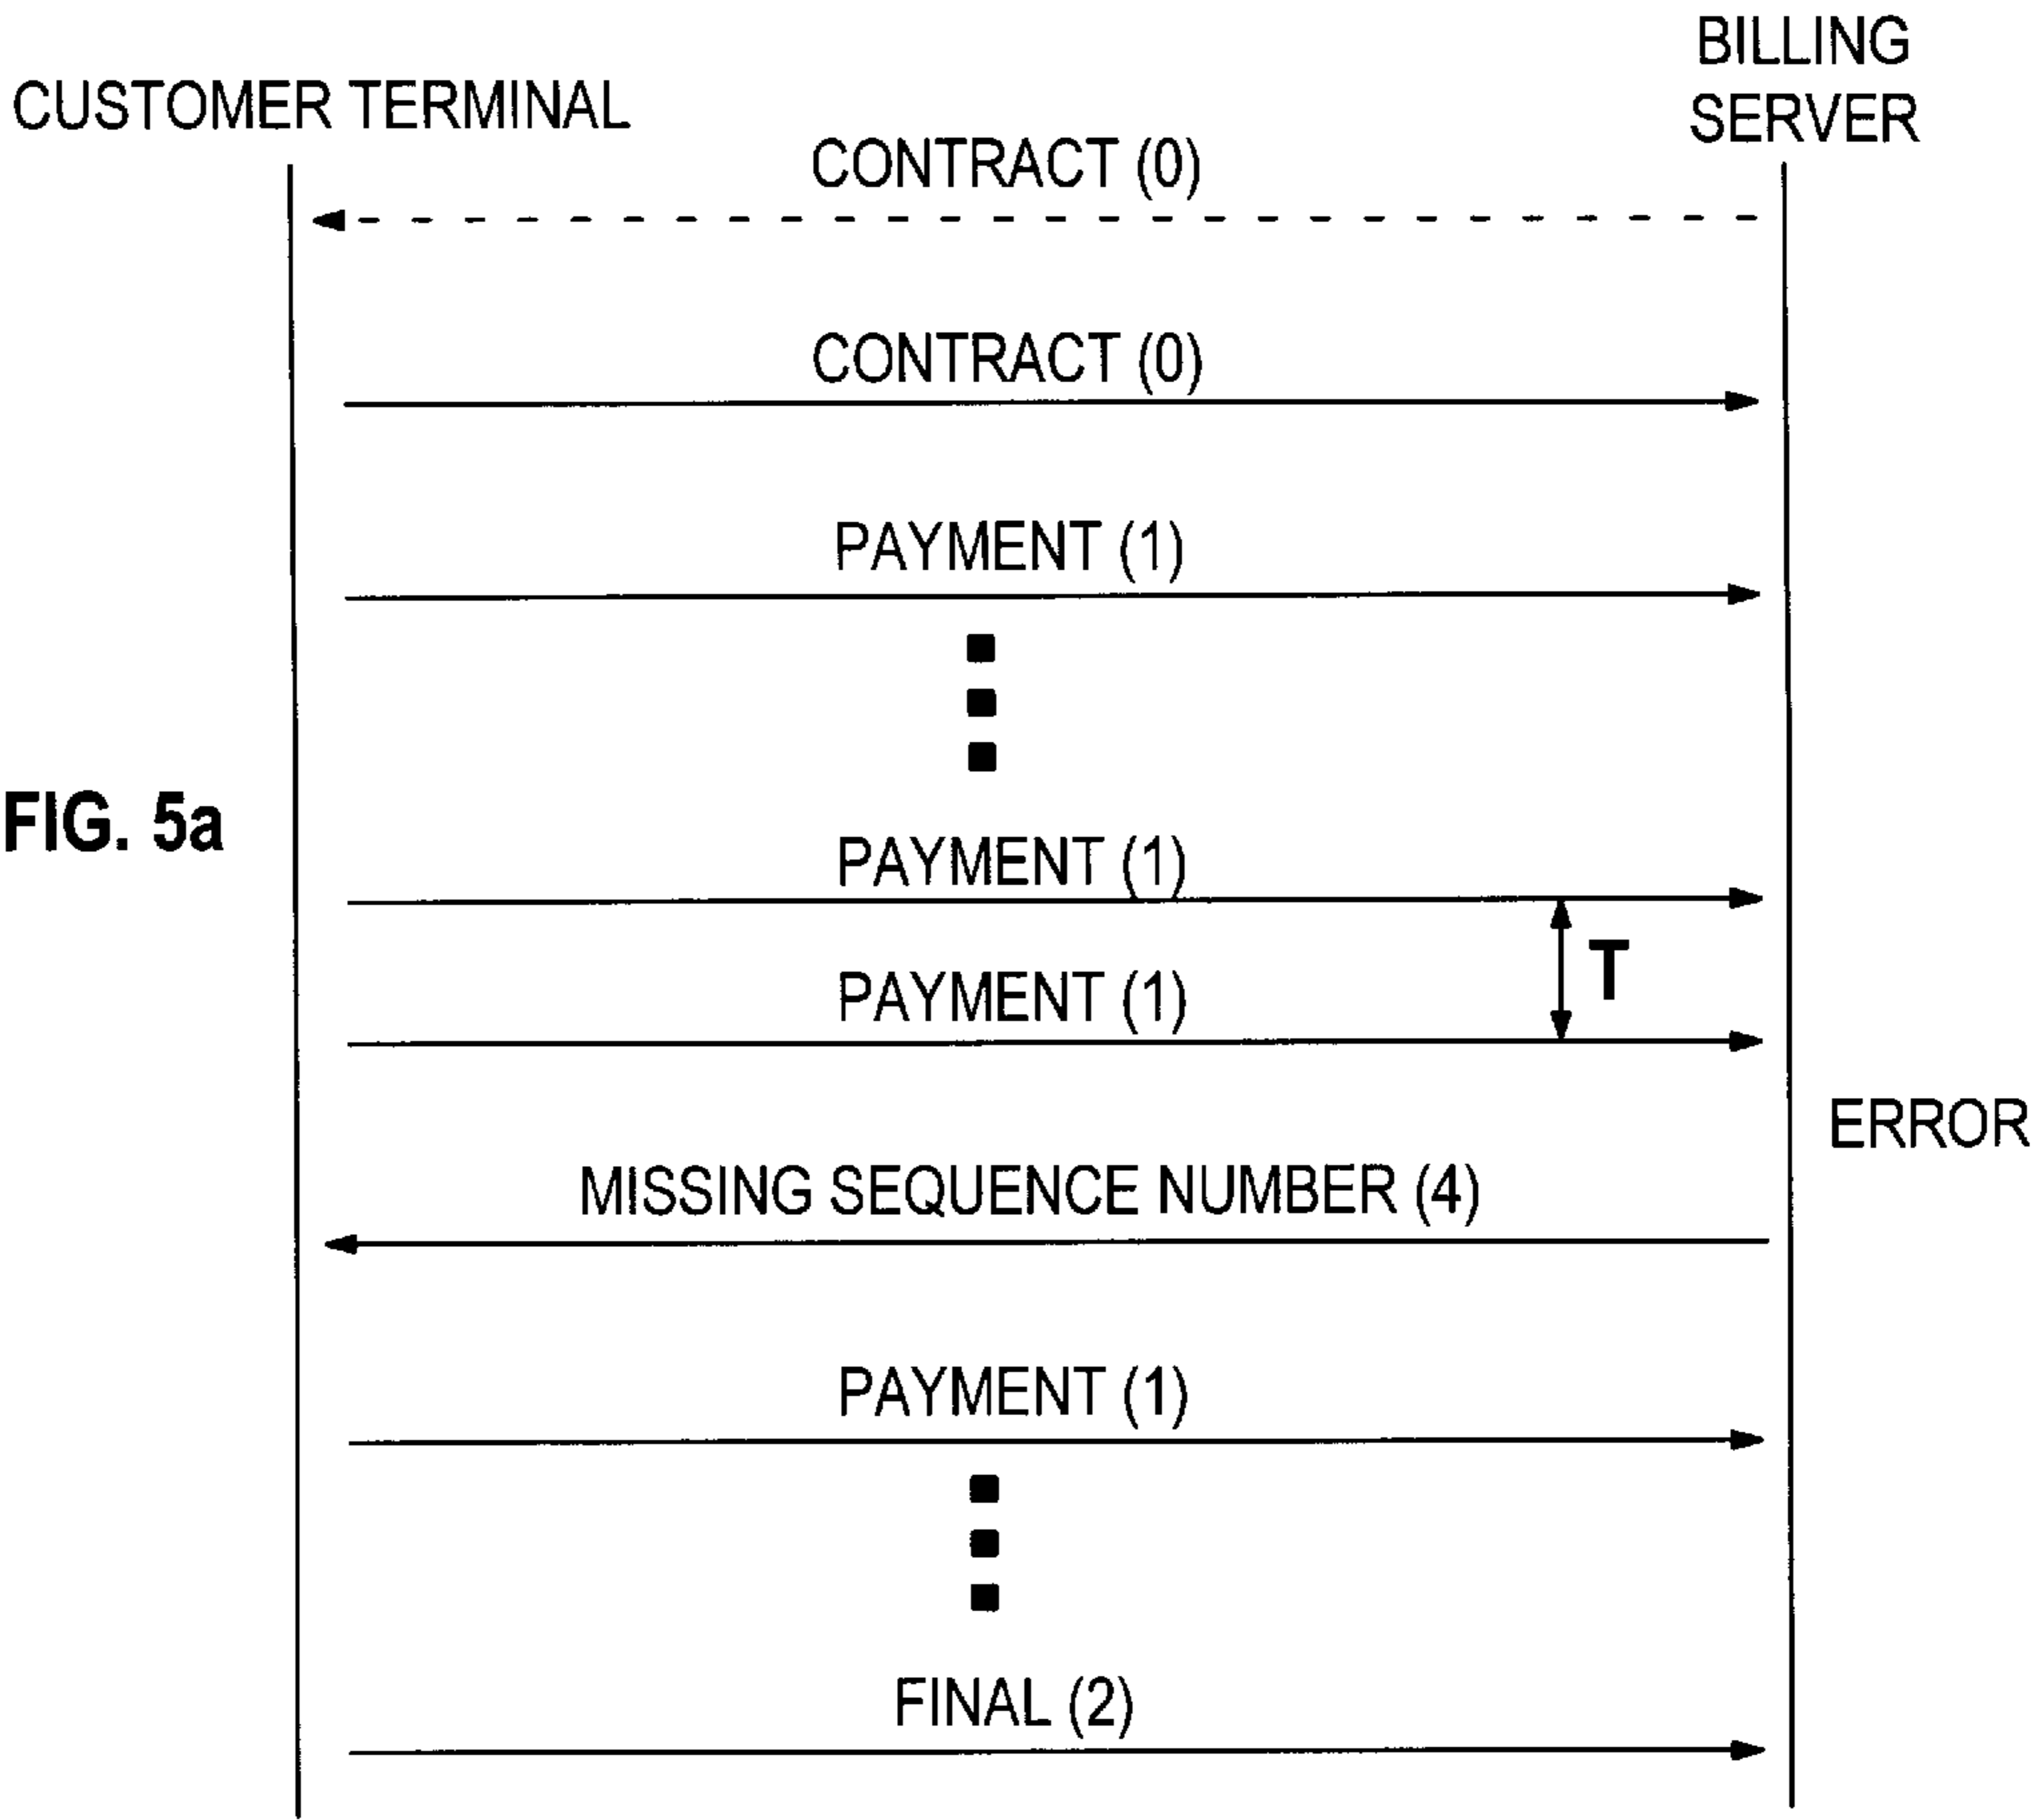 BILLING
SERVER
CUSTOMER TERMINAL
CONTRACT (0)
CONTRACT (0)
PAYMENT (1)
FIG. 5a
PAYMENT (1)
T
PAYMENT (1)
ERROR
MISSING SEQUENCE NUMBER (4)
PAYMENT (1)
FINAL (2)